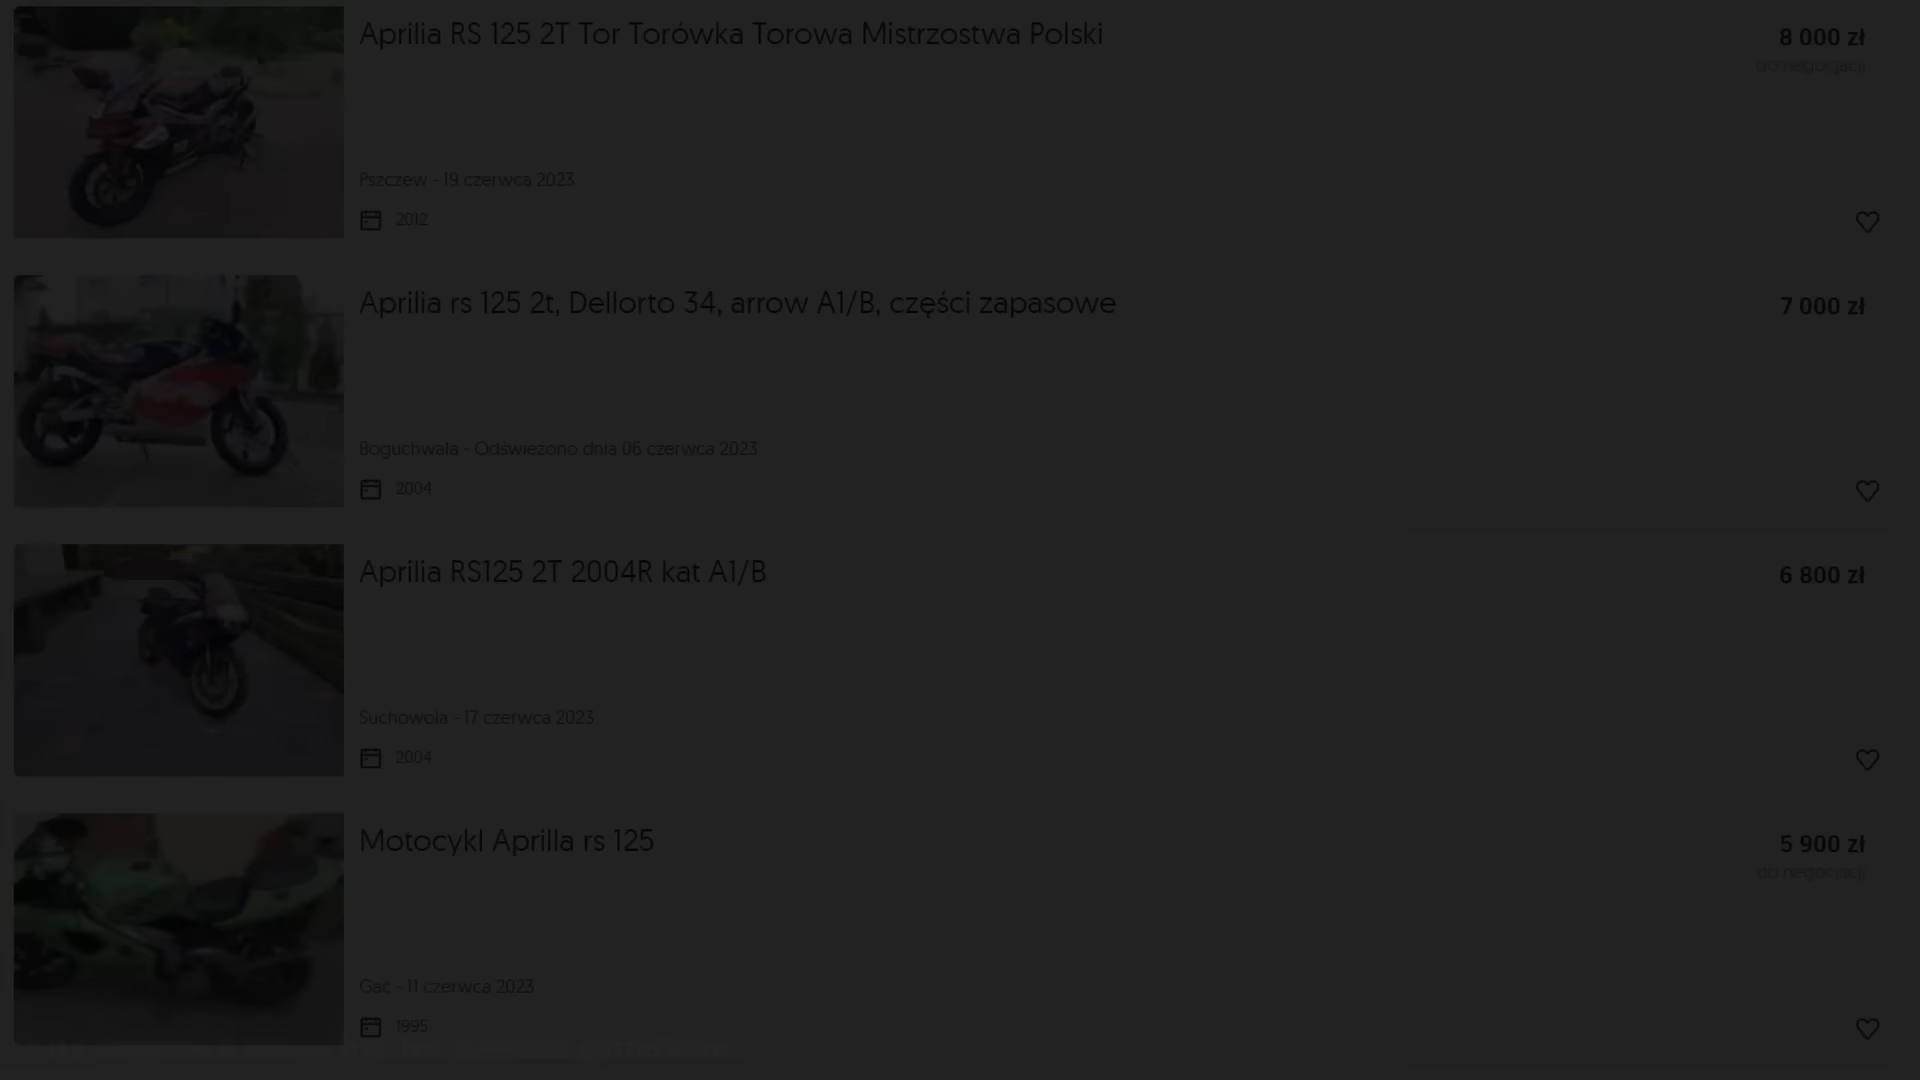 Aprilia RS 125 2T Tor Torówka Torowa Mistrzostwa Polski
8 000 zł
do negocjacji
Pszczew - 19 czerwca 2023
2012
Aprilia rs 125 2t, Dellorto 34, arrow A1/B, części zapasowe
7 000 zł
Boguchwała - Odświeżono dnia 06 czerwca 2023
2004
Aprilia RS125 2T 2004R kat A1/B
6 800 zł
Suchowola - 17 czerwca 2023
2004
Motocykl Aprilla rs 125
5 900 zł
do negocjacji
Gać - 11 czerwca 2023
1995